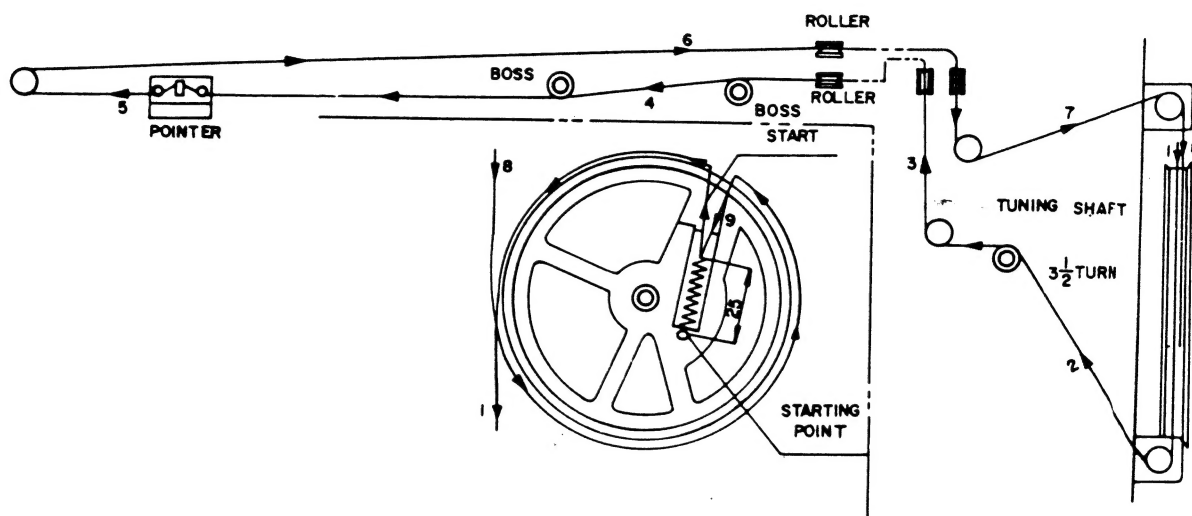 ROLLER
6
BOSS
5
4
ROLLER
POINTER
BOSS
START
7
8
3
1
9
TUNING SHAFT
3 1/2 TURN
25
2
1
STARTING
POINT